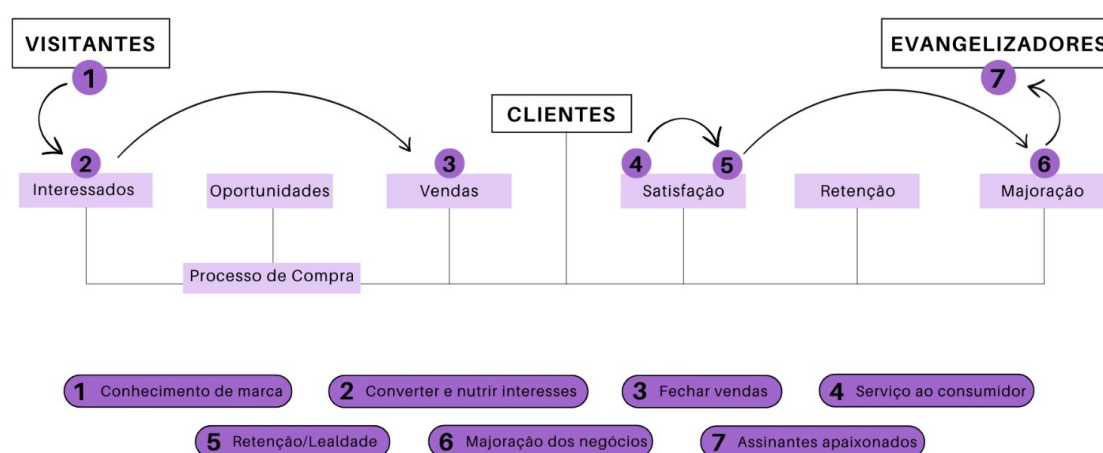 VISITANTES
EVANGELIZADORES
1
7
CLIENTES
2
3
4
5
6
Interessados
Oportunidades
Vendas
Satisfação
Retenção
Majoração
Processo de Compra
1 Conhecimento de marca
2 Converter e nutrir interesses
3 Fechar vendas
4 Serviço ao consumidor
5 Retenção/Lealdade
6 Majoração dos negócios
7 Assinantes apaixonados